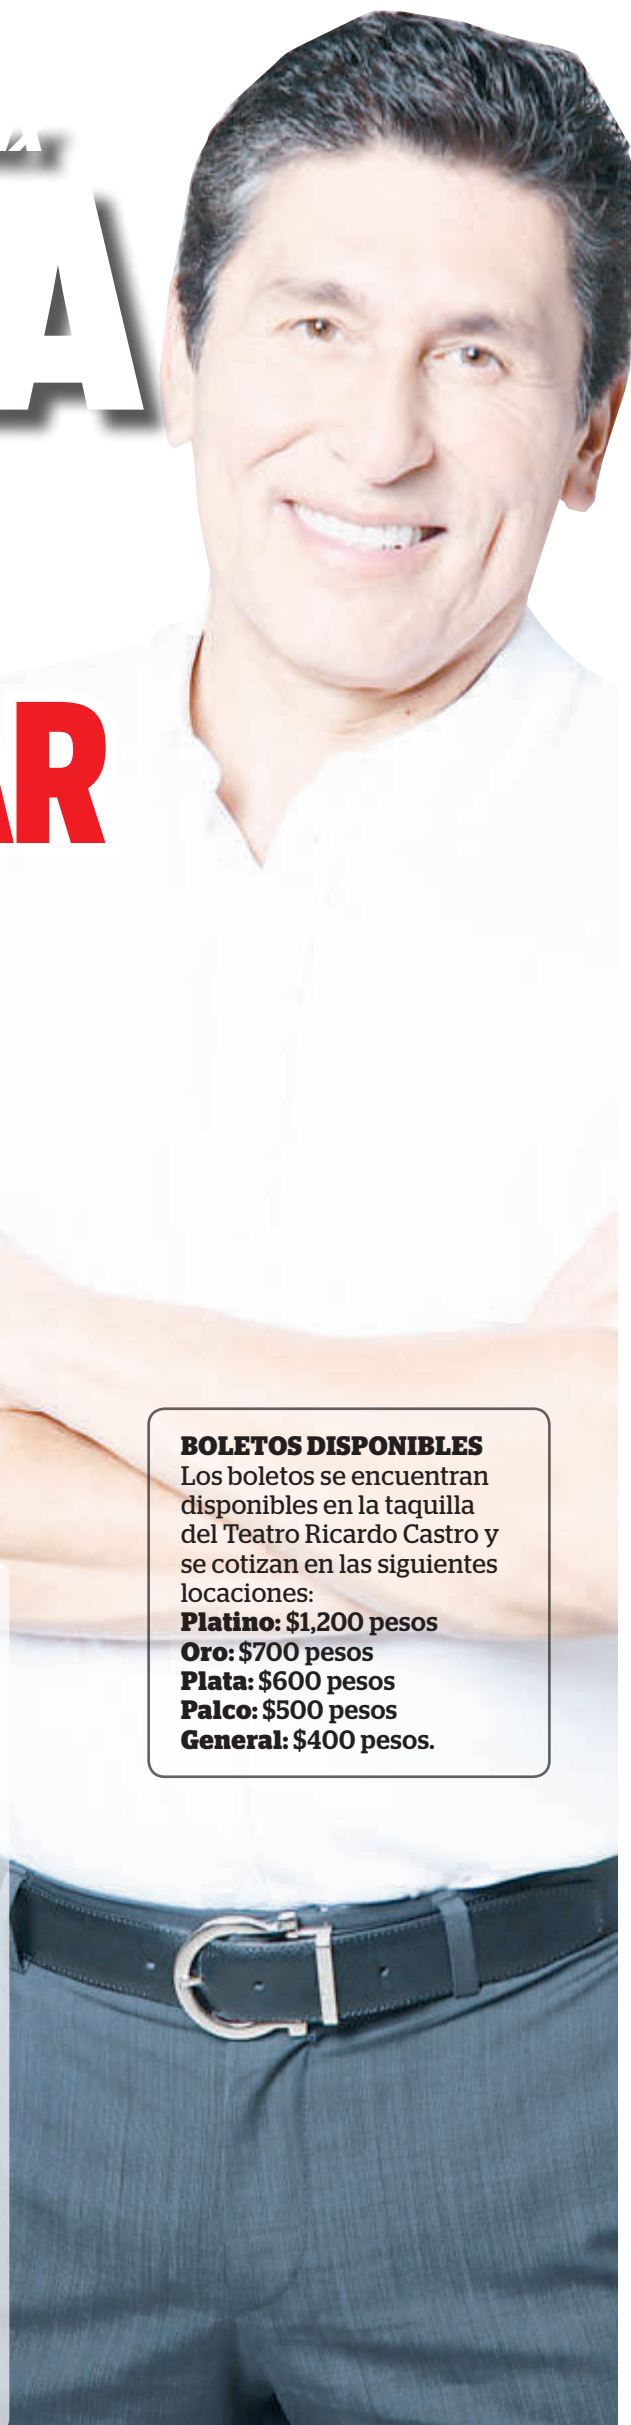 x
A
AR
BOLETOS DISPONIBLES
Los boletos se encuentran
disponibles en la taquilla
del Teatro Ricardo Castro y
se cotizan en las siguientes
locaciones:
Platino: $1,200 pesos
Oro: $700 pesos
Plata: $600 pesos
Palco: $500 pesos
General: $400 pesos.